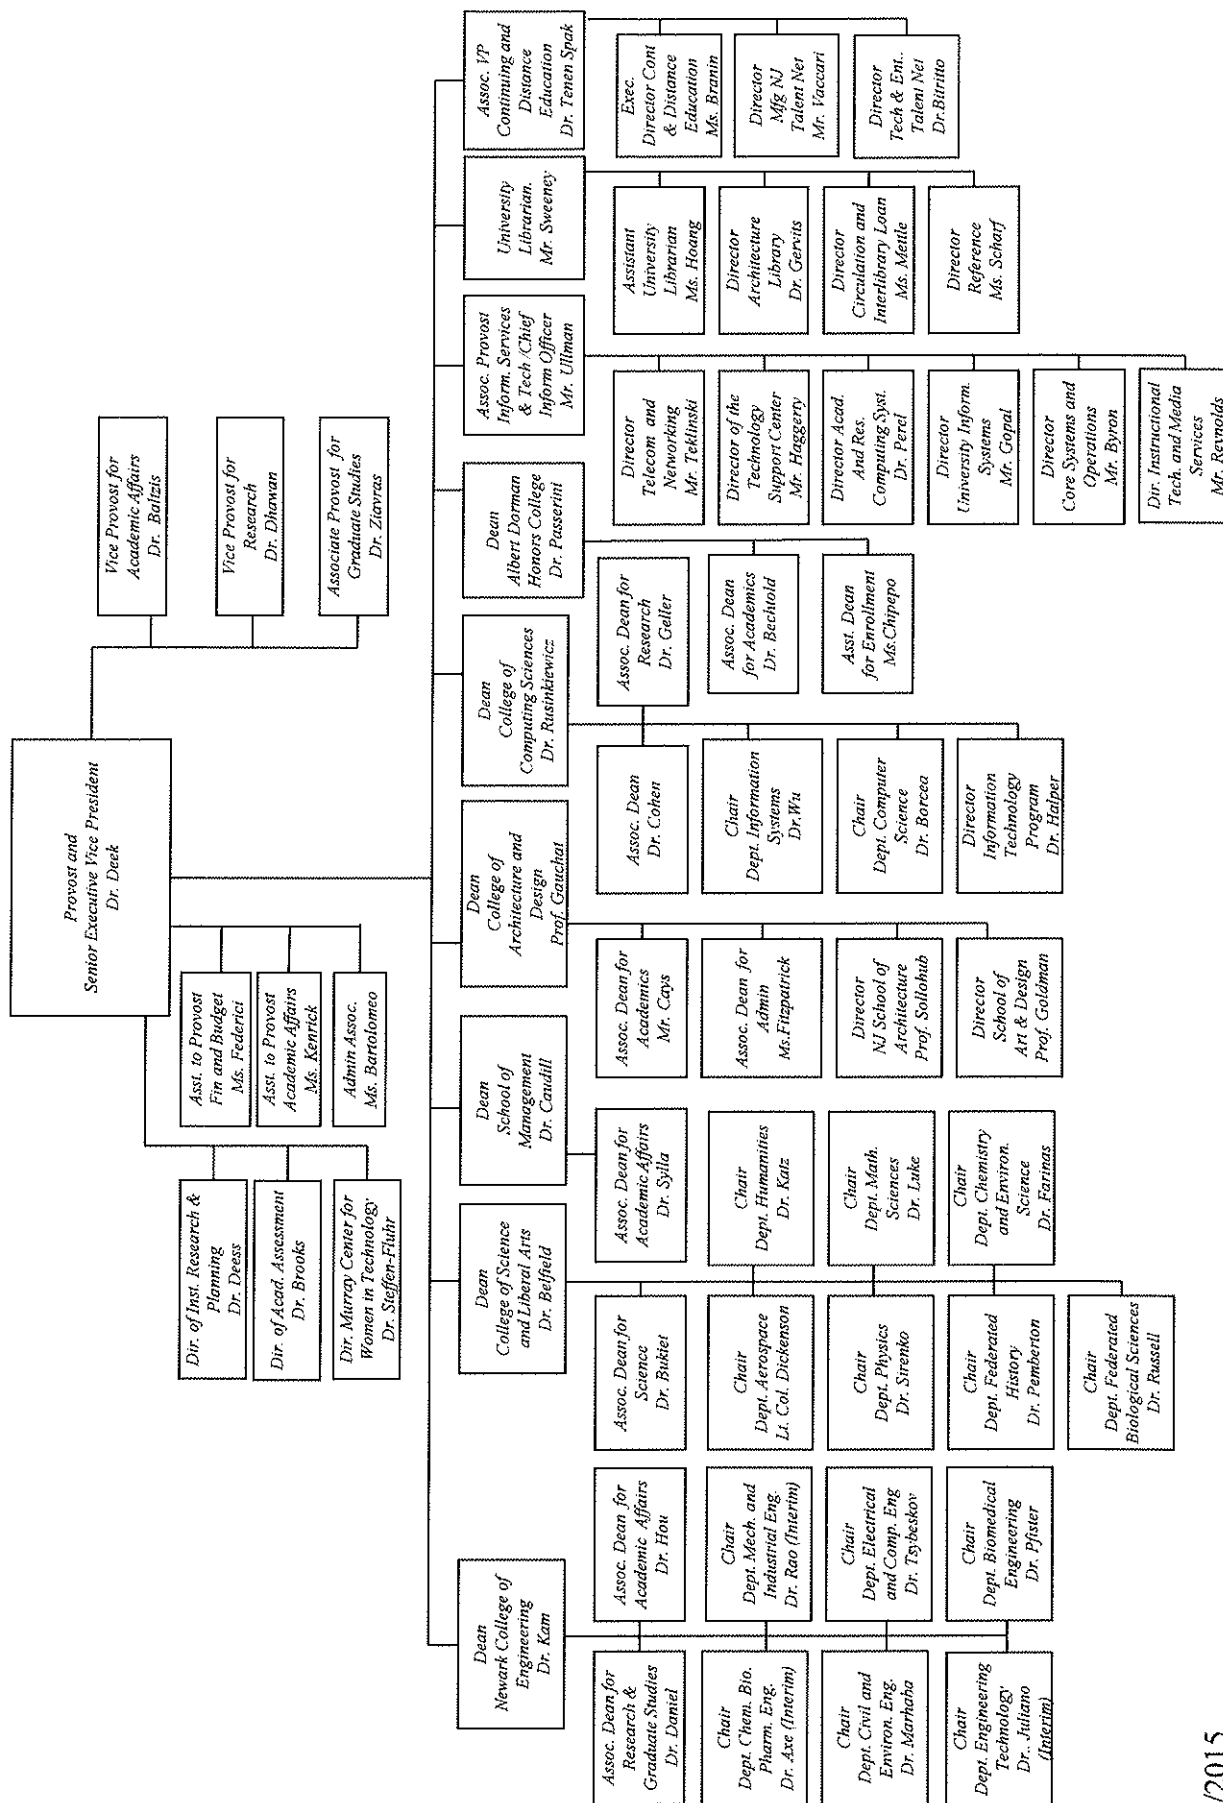 Provost and
Senior Executive Vice President
Dr. Deek
Dir. of Inst. Research &
Planning
Dr. Deess
Dir. of Acad. Assessment
Dr. Brooks
Dir. Murray Center for
Women in Technology
Dr. Steffen-Fluhr
Asst. to Provost
Fin and Budget
Ms. Federici
Asst. to Provost
Academic Affairs
Ms. Kenrick
Admin Assoc.
Ms. Bartolomeo
Vice Provost for
Academic Affairs
Dr. Baltzis
Vice Provost for
Research
Dr. Dhawan
Associate Provost for
Graduate Studies
Dr. Ziavras
Dean
Newark College of
Engineering
Dr. Kam
Assoc. Dean for
Research &
Graduate Studies
Dr. Daniel
Assoc. Dean for
Academic Affairs
Dr. Hou
Chair
Dept. Chem. Bio.
Pharm. Eng.
Dr. Axe (Interim)
Chair
Dept. Mech. and
Industrial Eng.
Dr. Rao (Interim)
Chair
Dept. Civil and
Environ. Eng.
Dr. Marhaba
Chair
Dept. Electrical
and Comp. Eng
Dr. Tsybeskov
Chair
Dept. Engineering
Technology
Dr.. Juliano
(Interim)
Chair
Dept. Biomedical
Engineering
Dr. Pfister
Dean
College of Science
and Liberal Arts
Dr. Belfield
Assoc. Dean for
Science
Dr. Bukiet
Chair
Dept. Aerospace
Lt. Col. Dickenson
Chair
Dept. Humanities
Dr. Katz
Chair
Dept. Physics
Dr. Sirenko
Chair
Dept. Math.
Sciences
Dr. Luke
Chair
Dept. Federated
History
Dr. Pemberton
Chair
Dept. Chemistry
and Environ.
Science
Dr. Farinas
Chair
Dept. Federated
Biological Sciences
Dr. Russell
Dean
School of
Management
Dr. Caudill
Assoc. Dean for
Academic Affairs
Dr. Sylla
Dean
College of
Architecture and
Design
Prof. Gauchat
Assoc. Dean for
Academics
Mr. Cays
Assoc. Dean for
Admin
Ms.Fitzpatrick
Director
NJ School of
Architecture
Prof. Sollohub
Director
School of
Art & Design
Prof. Goldman
Dean
College of
Computing Sciences
Dr. Rusinkiewicz
Assoc. Dean
Dr. Cohen
Assoc. Dean for
Research
Dr. Geller
Chair
Dept. Information
Systems
Dr.Wu
Chair
Dept. Computer
Science
Dr. Borcea
Director
Information
Technology
Program
Dr. Halper
Dean
Albert Dorman
Honors College
Dr. Passerini
Assoc. Dean
for Academics
Dr. Bechtold
Asst. Dean
for Enrollment
Ms.Chipepo
Assoc. Provost
Inform. Services
& Tech /Chief
Inform Officer
Mr. Ullman
Director
Telecom and
Networking
Mr. Teklinski
Director of the
Technology
Support Center
Mr. Haggerty
Director Acad.
And Res.
Computing Syst.
Dr. Perel
Director
University Inform.
Systems
Mr. Gopal
Director
Core Systems and
Operations
Mr. Byron
Dir. Instructional
Tech. and Media
Services
Mr. Reynolds
University
Librarian.
Mr. Sweeney
Assistant
University
Librarian
Ms. Hoang
Director
Architecture
Library
Dr. Gervits
Director
Circulation and
Interlibrary Loan
Ms. Mettle
Director
Reference
Ms. Scharf
Assoc. VP
Continuing and
Distance
Education
Dr. Tenen Spak
Exec.
Director Cont
& Distance
Education
Ms. Branin
Director
Mfg NJ
Talent Net
Mr. Vaccari
Director
Tech & Ent..
Talent Net
Dr.Bitritto
/2015